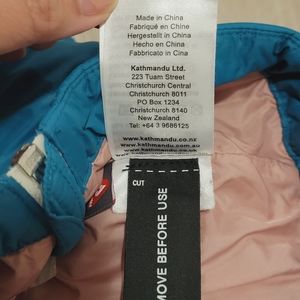 Made in China
Fabriqué en Chine
Hergestellt in China
Hecho en China
Fabbricato in Cina
Kathmandu Ltd.
223 Tuam Street
Christchurch Central
Christchurch 8011
PO Box 1234
Christchurch 8140
New Zealand
Tel: +64 3 9686125
www.kathmandu.co.nz
www.kathmandu.com.au
CUT
MOVE BEFORE USE